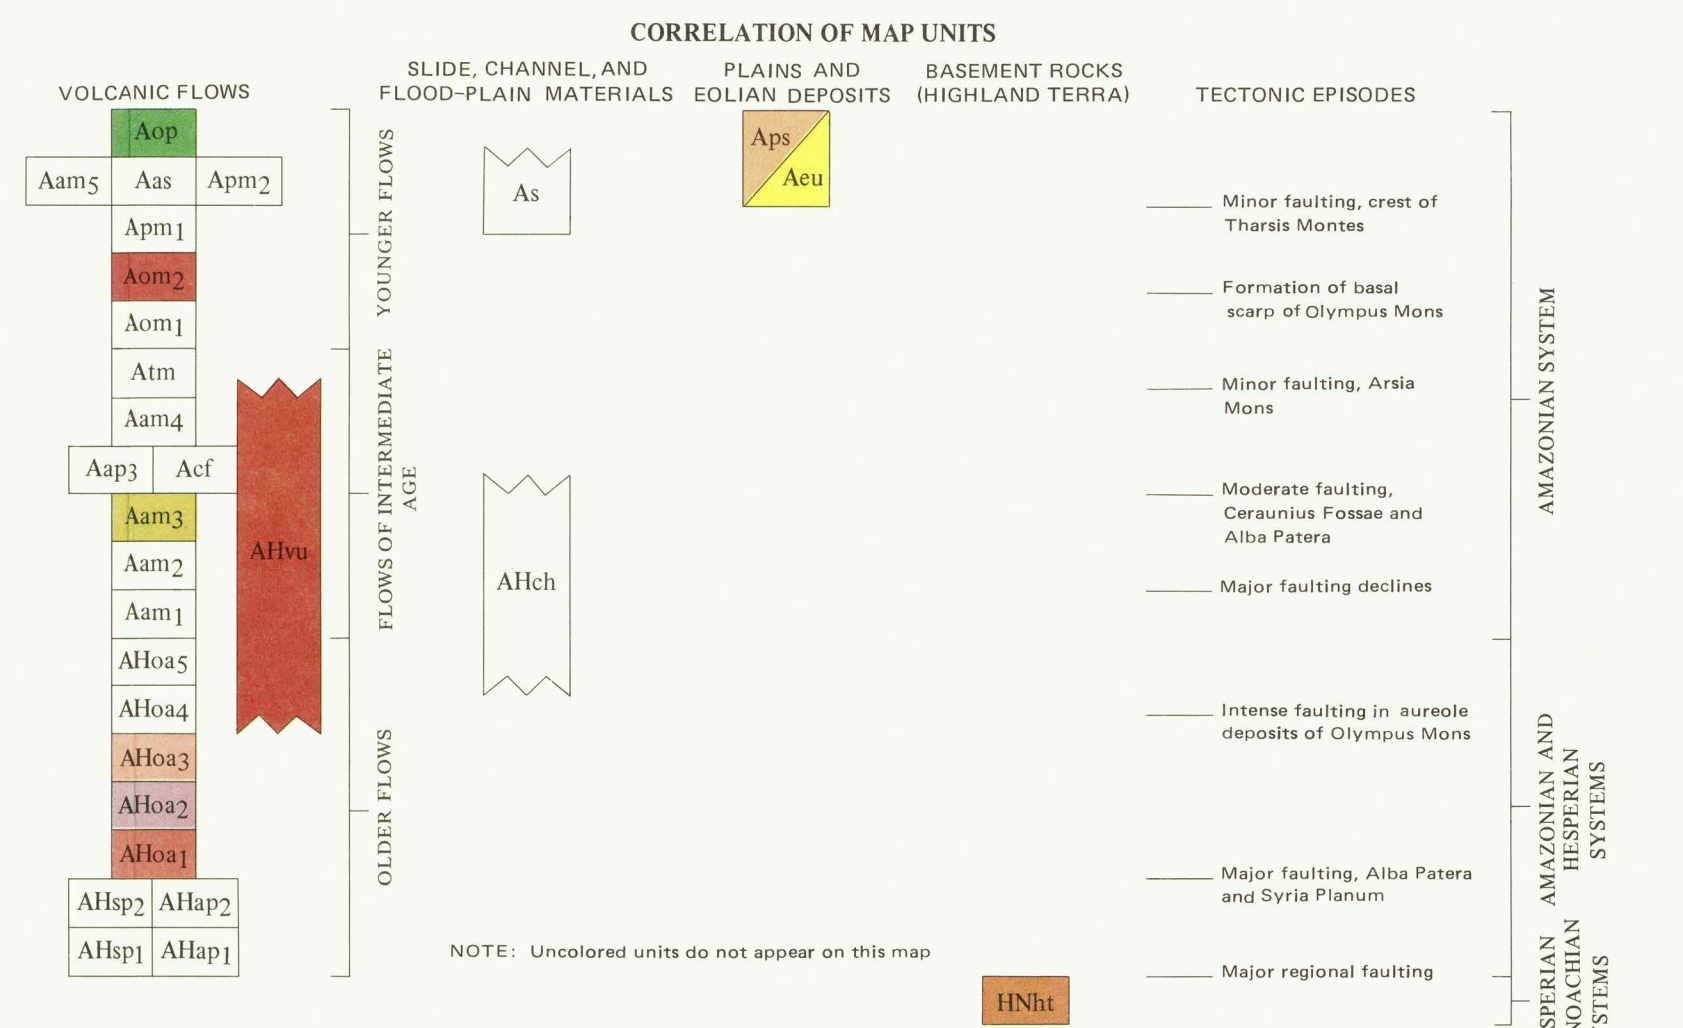 CORRELATION OF MAP UNITS
VOLCANIC FLOWS
SLIDE, CHANNEL, AND
FLOOD-PLAIN MATERIALS
PLAINS AND
EOLIAN DEPOSITS
BASEMENT ROCKS
(HIGHLAND TERRA)
TECTONIC EPISODES
Aop
Aam5 Aas Apm2
Apm1
Aom2
Aom1
Atm
Aam4
Aap3 Acf
Aam3
Aam2
Aam1
AHoa5
AHoa4
AHoa3
AHoa2
AHoa1
AHsp2 AHap2
AHsp1 AHap1
AHvu
YOUNGER FLOWS
FLOWS OF INTERMEDIATE
AGE
OLDER FLOWS
As
AHch
Aps
Aeu
HNht
Minor faulting, crest of
Tharsis Montes
Formation of basal
scarp of Olympus Mons
Minor faulting, Arsia
Mons
Moderate faulting,
Ceraunius Fossae and
Alba Patera
Major faulting declines
Intense faulting in aureole
deposits of Olympus Mons
Major faulting, Alba Patera
and Syria Planum
Major regional faulting
AMAZONIAN SYSTEM
AMAZONIAN AND
HESPERIAN
SYSTEMS
SPERIAN
NOACHIAN
STEMS
NOTE: Uncolored units do not appear on this map